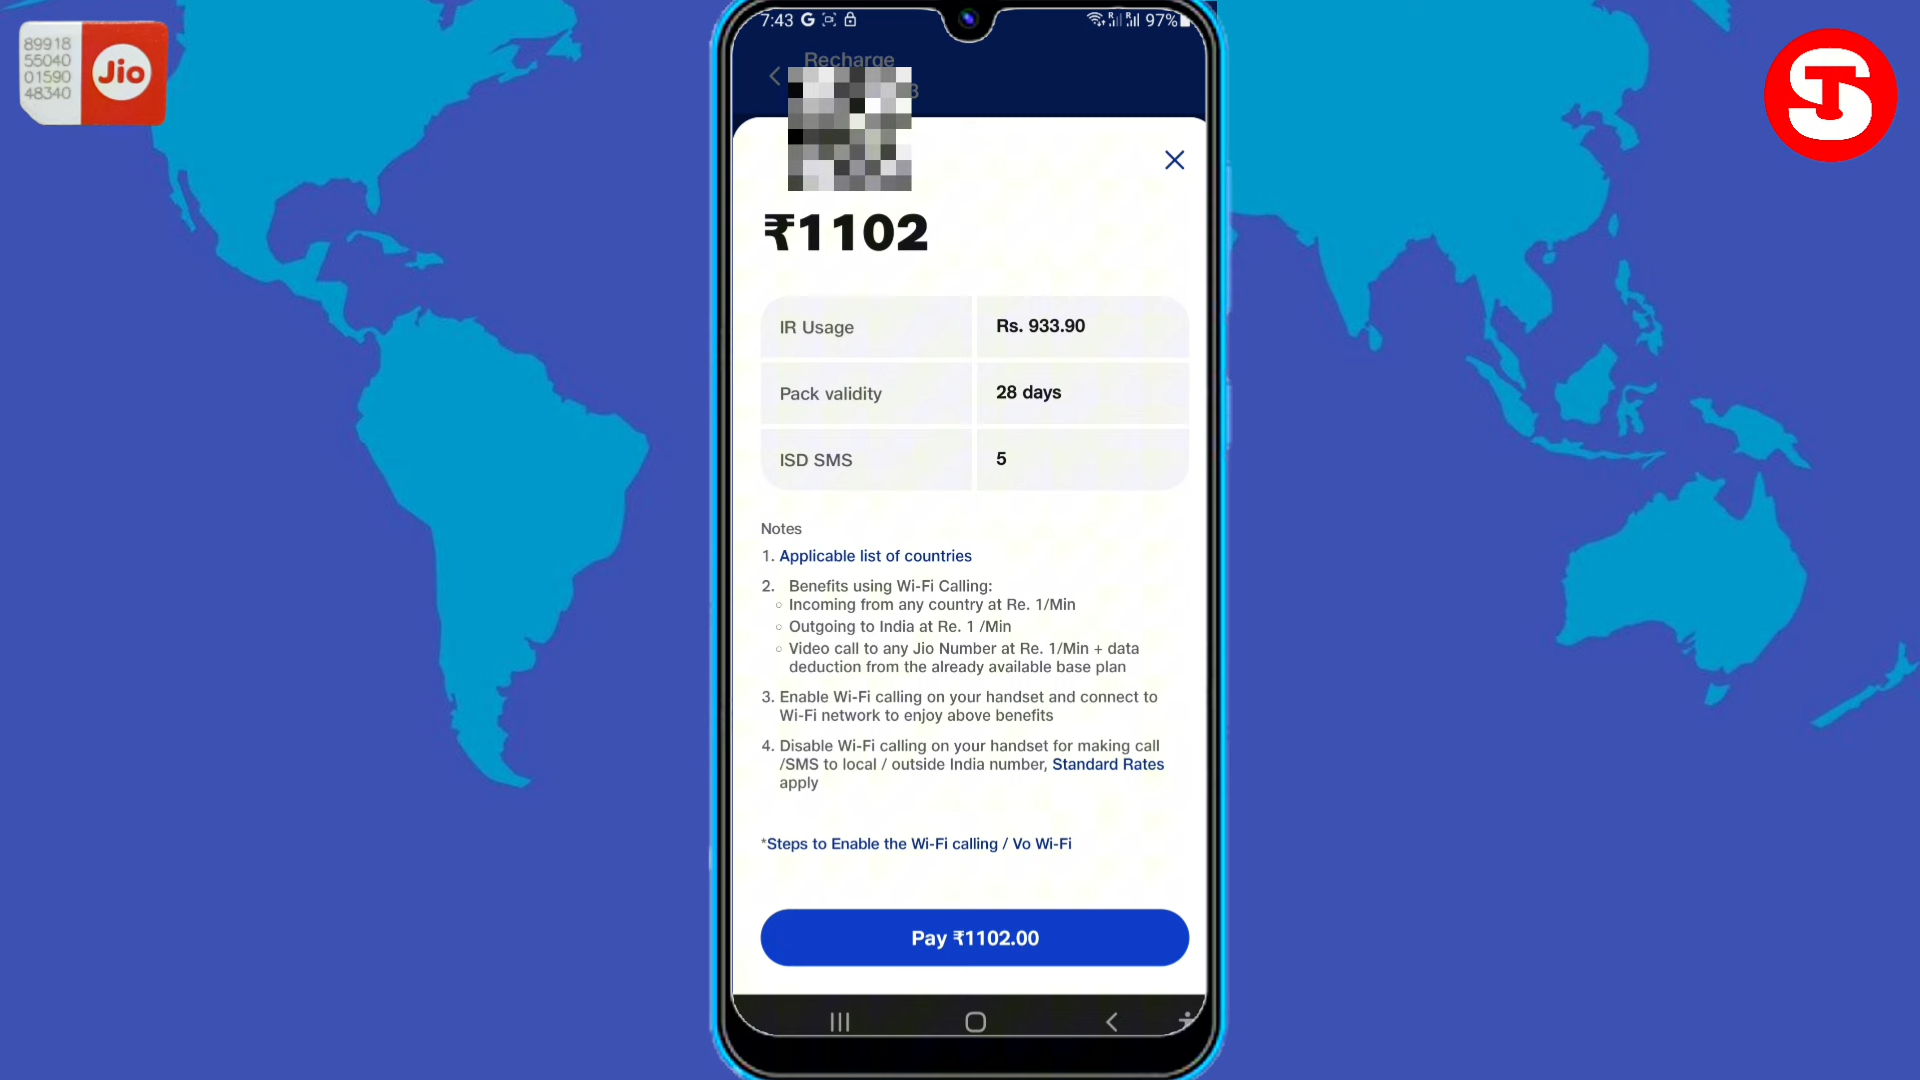 89918
55040
01590
48340
Jio
ST
7:43 G 97%
Recharge
3
₹1102
IR Usage Rs. 933.90
Pack validity 28 days
ISD SMS 5
Notes
1. Applicable list of countries
2. Benefits using Wi-Fi Calling:
○ Incoming from any country at Re. 1/Min
○ Outgoing to India at Re. 1 /Min
○ Video call to any Jio Number at Re. 1/Min + data
deduction from the already available base plan
3. Enable Wi-Fi calling on your handset and connect to
Wi-Fi network to enjoy above benefits
4. Disable Wi-Fi calling on your handset for making call
/SMS to local / outside India number, Standard Rates
apply
*Steps to Enable the Wi-Fi calling / Vo Wi-Fi
Pay ₹1102.00